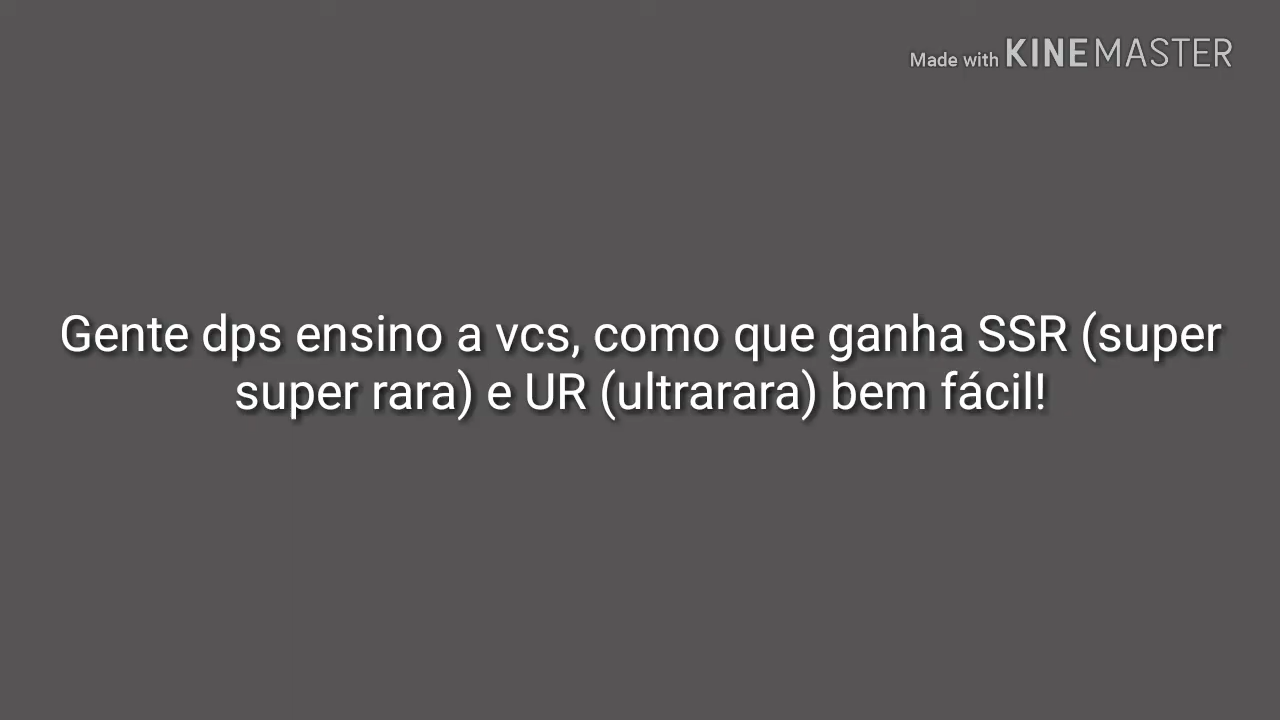 Made with KINEMASTER
Gente dps ensino a vcs, como que ganha SSR (super
super rara) e UR (ultrarara) bem fácil!